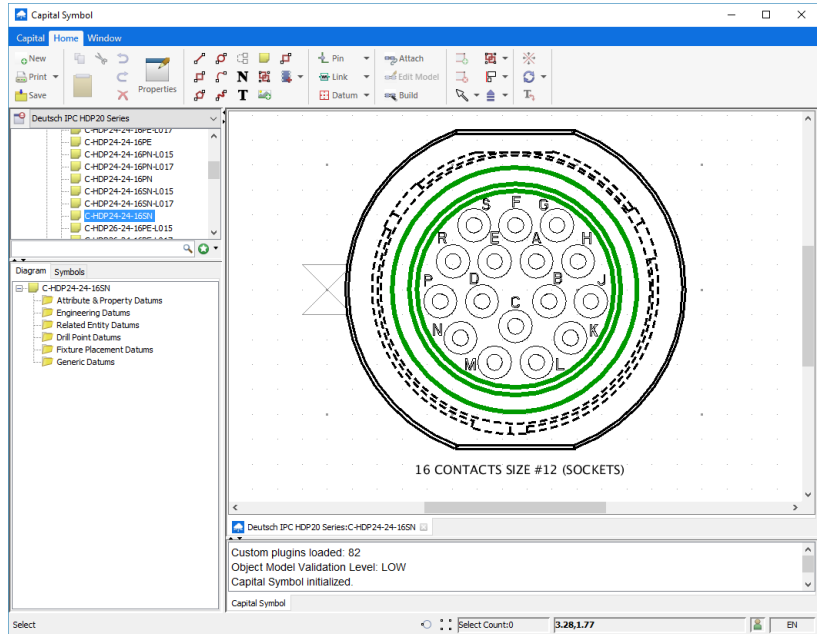 Capital Symbol
Capital Home Window
New
Print
Save
Properties
N
T
Pin
Link
Datum
Attach
Edit Model
Build
Deutsch IPC HDP20 Series
C-HDP24-24-16PE-L017
C-HDP24-24-16PE
C-HDP24-24-16PN-L015
C-HDP24-24-16PN-L017
C-HDP24-24-16PN
C-HDP24-24-16SN-L015
C-HDP24-24-16SN-L017
C-HDP24-24-16SN
C-HDP26-24-16PE-L015
Diagram Symbols
C-HDP24-24-16SN
Attribute & Property Datums
Engineering Datums
Related Entity Datums
Drill Point Datums
Fixture Placement Datums
Generic Datums
S F G
R E A H
P D B J
C
N K
M L
16 CONTACTS SIZE #12 (SOCKETS)
Deutsch IPC HDP20 Series:C-HDP24-24-16SN
Custom plugins loaded: 82
Object Model Validation Level: LOW
Capital Symbol initialized.
Capital Symbol
Select
Select Count:0
3.28,1.77
EN